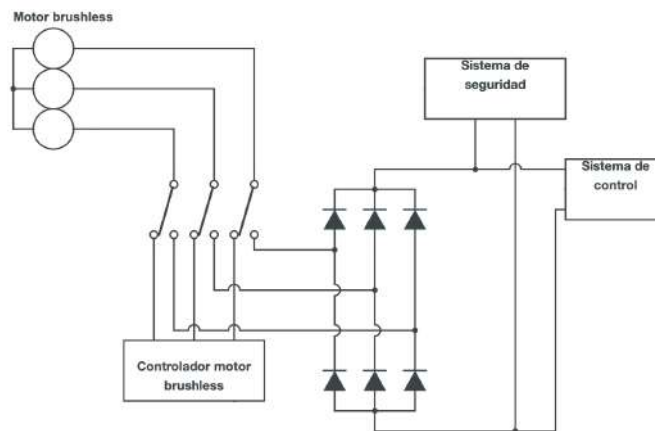 Motor brushless
Sistema de
seguridad
Sistema de
control
Controlador motor
brushless